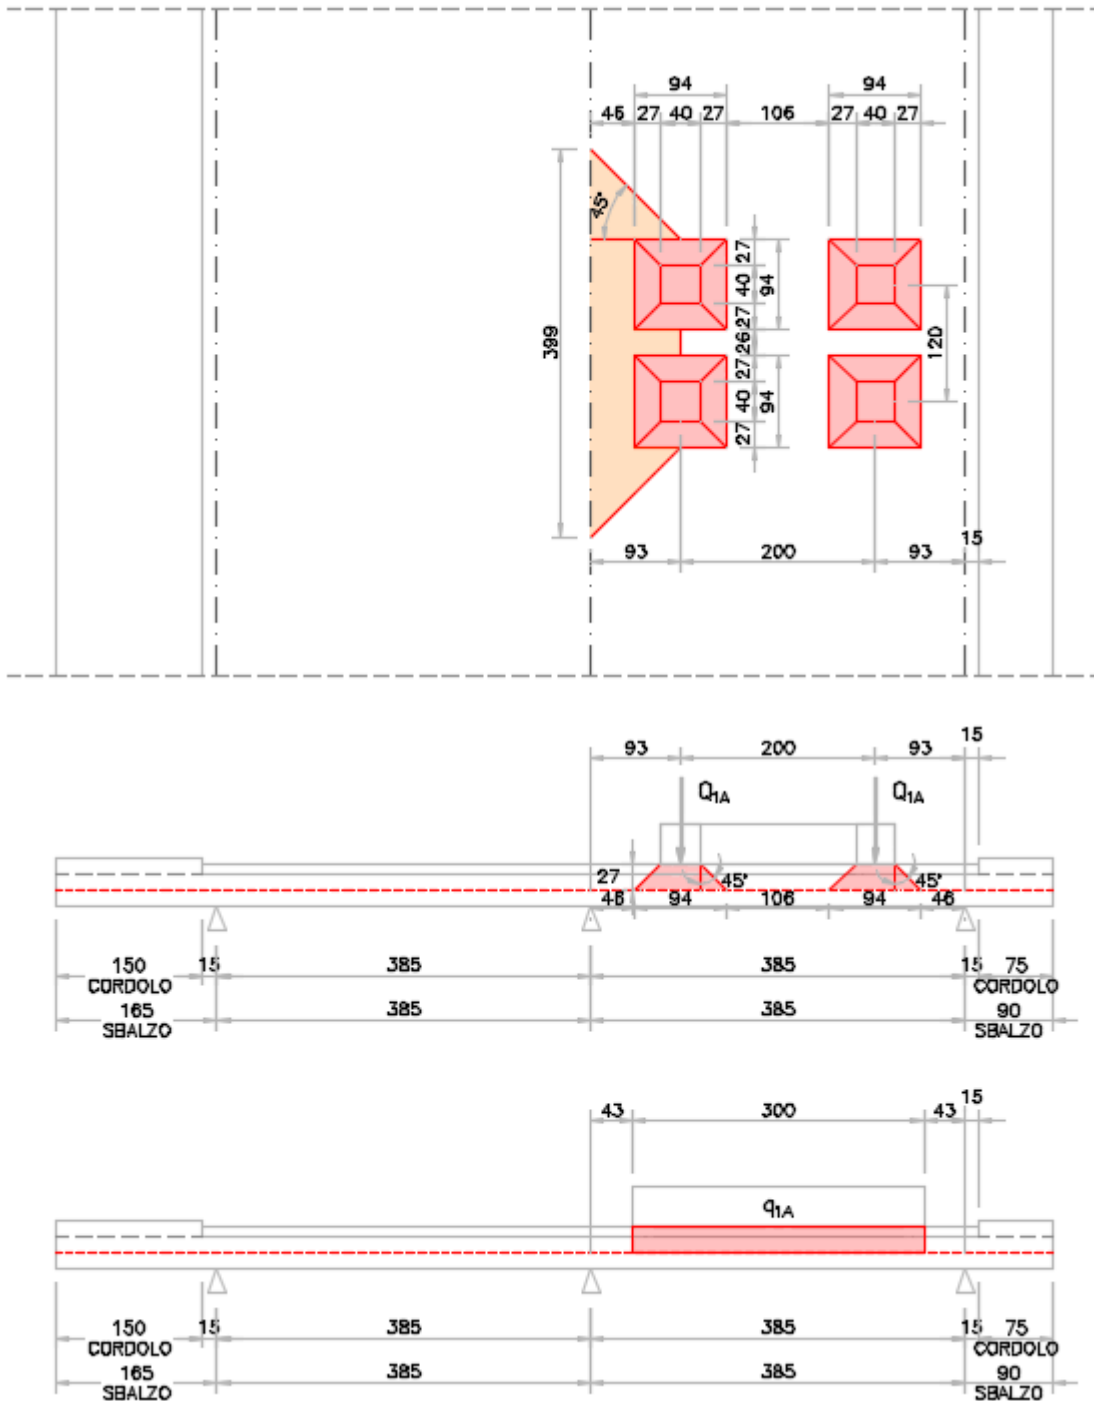 94 94
46 27 40 27 106 27 40 27
45°
27
40 94
27
399 26 120
27
40 94
27
15
93 200 93
15
93 200 93
Q1A Q1A
27 45° 45°
46 94 106 94 46
150 15 385 385 15 75
CORDOLO CORDOLO
165 385 385 90
SBALZO SBALZO
15
43 300 43
q1A
150 15 385 385 15 75
CORDOLO CORDOLO
165 385 385 90
SBALZO SBALZO